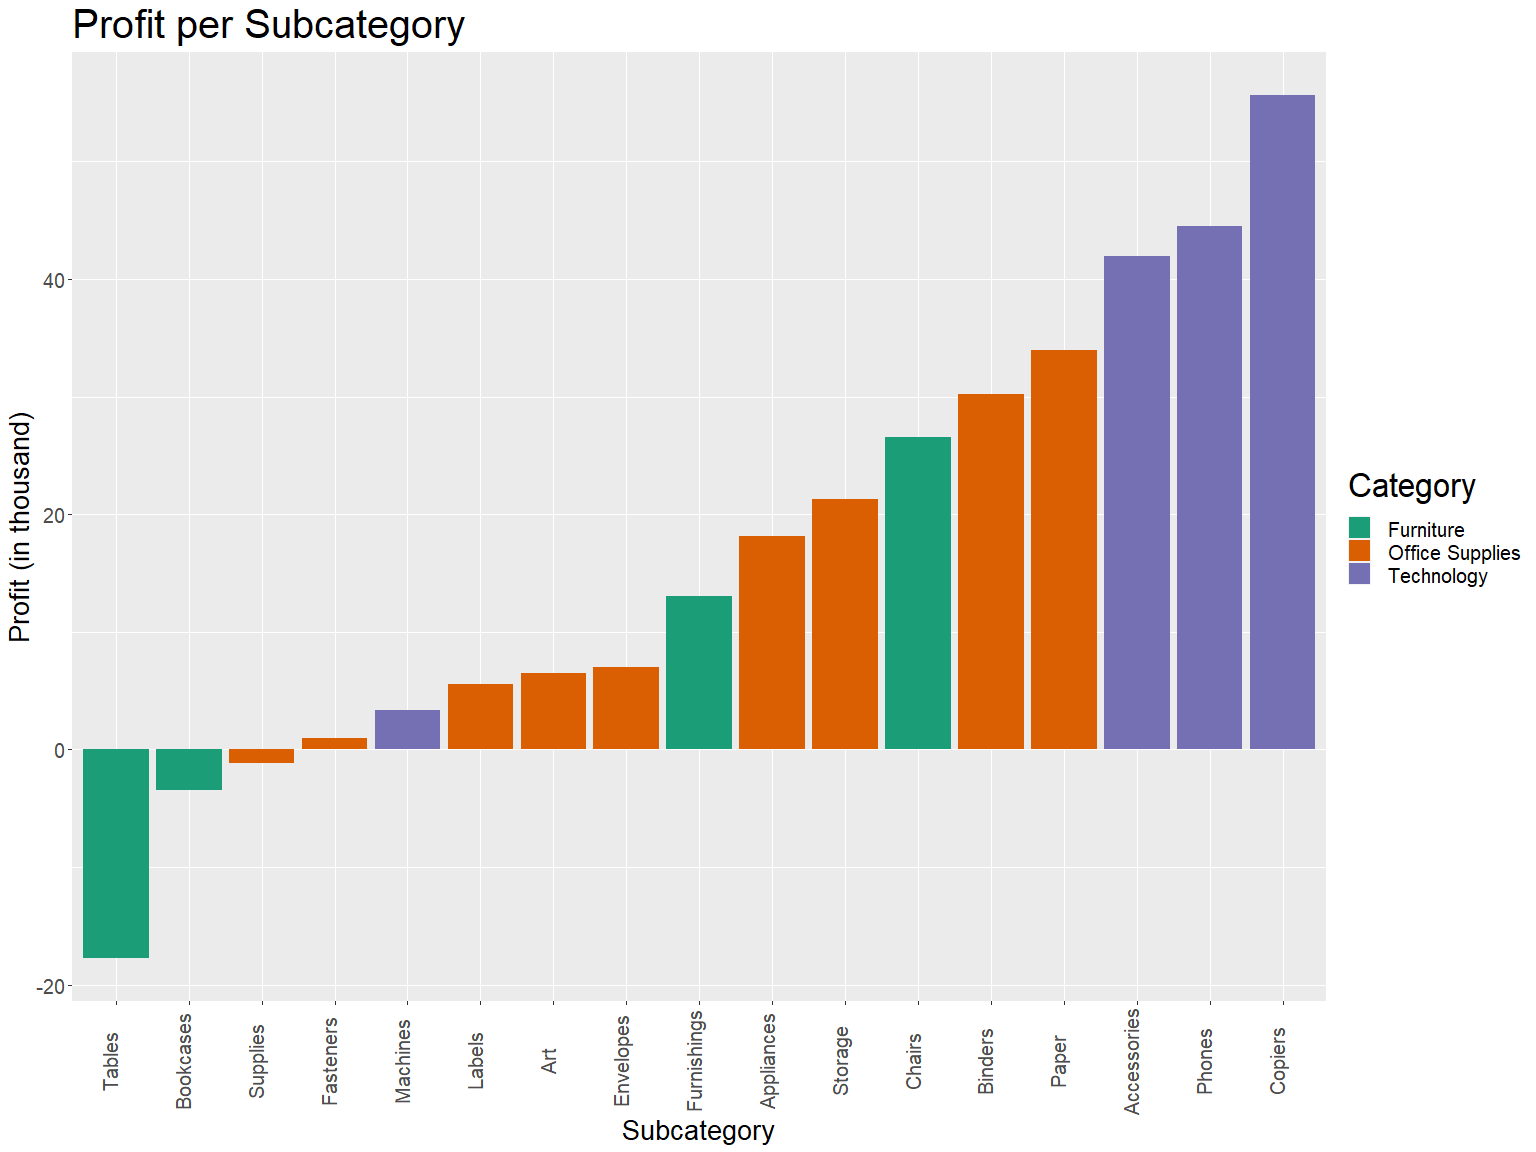 Profit per Subcategory
Profit (in thousand)
40
20
0
-20
Tables
Bookcases
Supplies
Fasteners
Machines
Labels
Art
Envelopes
Furnishings
Appliances
Storage
Chairs
Binders
Paper
Accessories
Phones
Copiers
Subcategory
Category
Furniture
Office Supplies
Technology